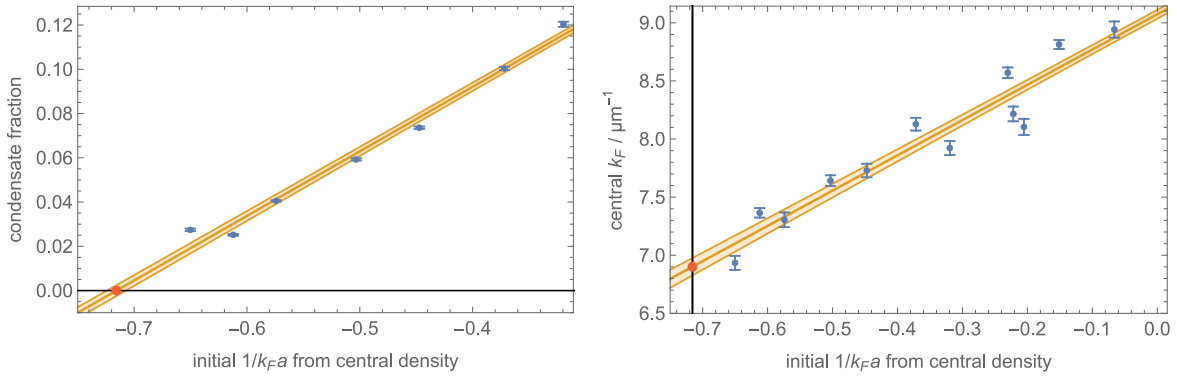 condensate fraction
0.12
0.10
0.08
0.06
0.04
0.02
0.00
−0.7 −0.6 −0.5 −0.4
initial 1/kFa from central density
central kF / μm⁻¹
9.0
8.5
8.0
7.5
7.0
6.5
−0.7 −0.6 −0.5 −0.4 −0.3 −0.2 −0.1 0.0
initial 1/kFa from central density